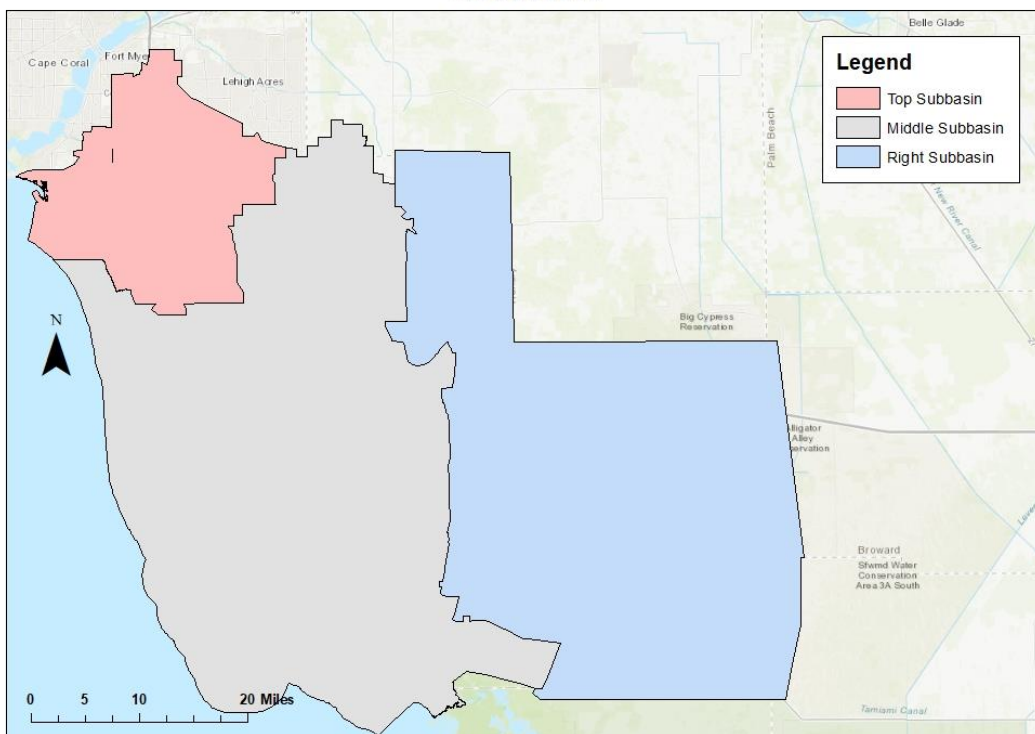 Belle Glade
Cape Coral
Fort Mye
Lehigh Acres
Legend
Top Subbasin
Middle Subbasin
Right Subbasin
Palm Beach
New River Canal
N
Big Cypress
Reservation
lligator
Alley
servation
Broward
Sfwmd Water
Conservation
Area 3A South
0 5 10 20 Miles
Tamiami Canal